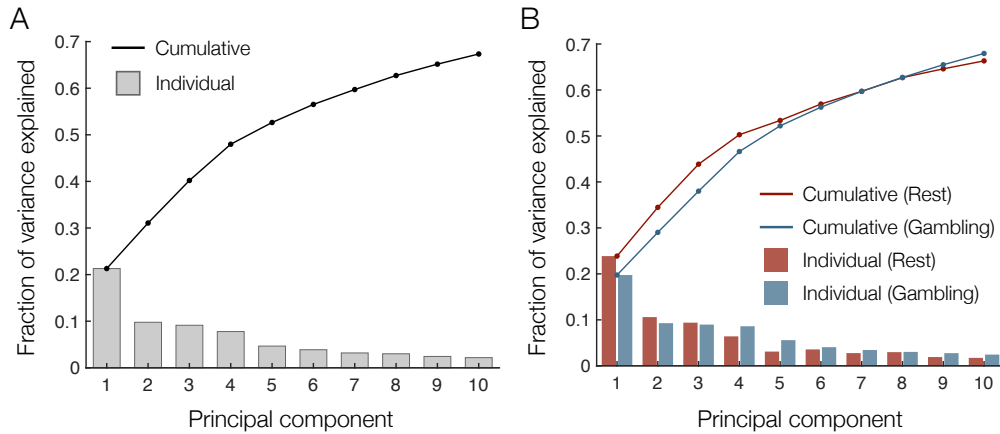 A
Fraction of variance explained
0.7
0.6
0.5
0.4
0.3
0.2
0.1
0
Cumulative
Individual
1 2 3 4 5 6 7 8 9 10
Principal component
B
Fraction of variance explained
0.7
0.6
0.5
0.4
0.3
0.2
0.1
0
Cumulative (Rest)
Cumulative (Gambling)
Individual (Rest)
Individual (Gambling)
1 2 3 4 5 6 7 8 9 10
Principal component